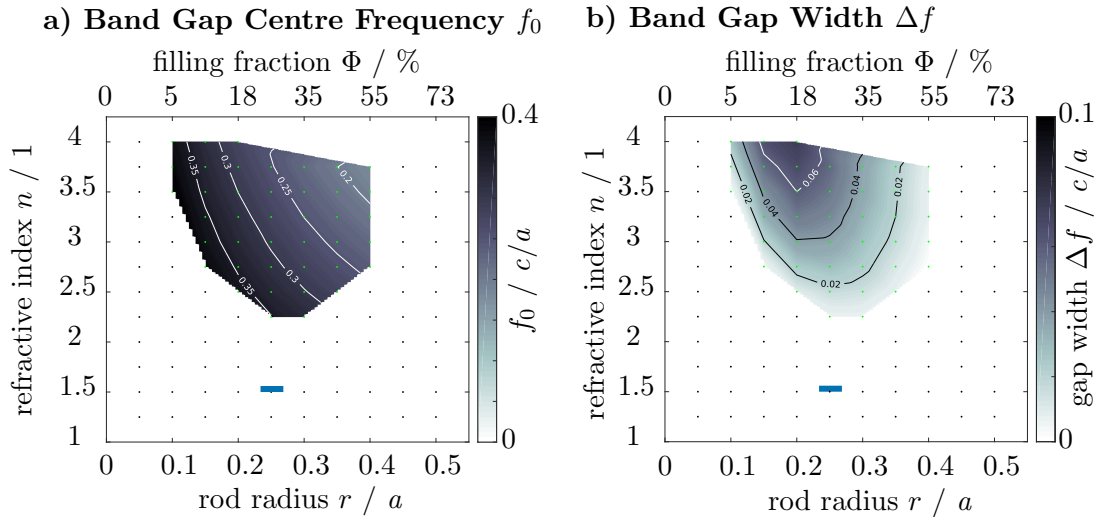 a) Band Gap Centre Frequency f₀
filling fraction Φ / %
0 5 18 35 55 73
refractive index n / 1
4
3.5
3
2.5
2
1.5
1
0.35
0.3
0.25
0.2
0.35
0.3
0 0.1 0.2 0.3 0.4 0.5
rod radius r / a
0.4
f₀ / c/a
0
b) Band Gap Width Δf
filling fraction Φ / %
0 5 18 35 55 73
refractive index n / 1
4
3.5
3
2.5
2
1.5
1
0.06
0.02
0.04
0.02
0.04
0.02
0 0.1 0.2 0.3 0.4 0.5
rod radius r / a
0.1
gap width Δf / c/a
0